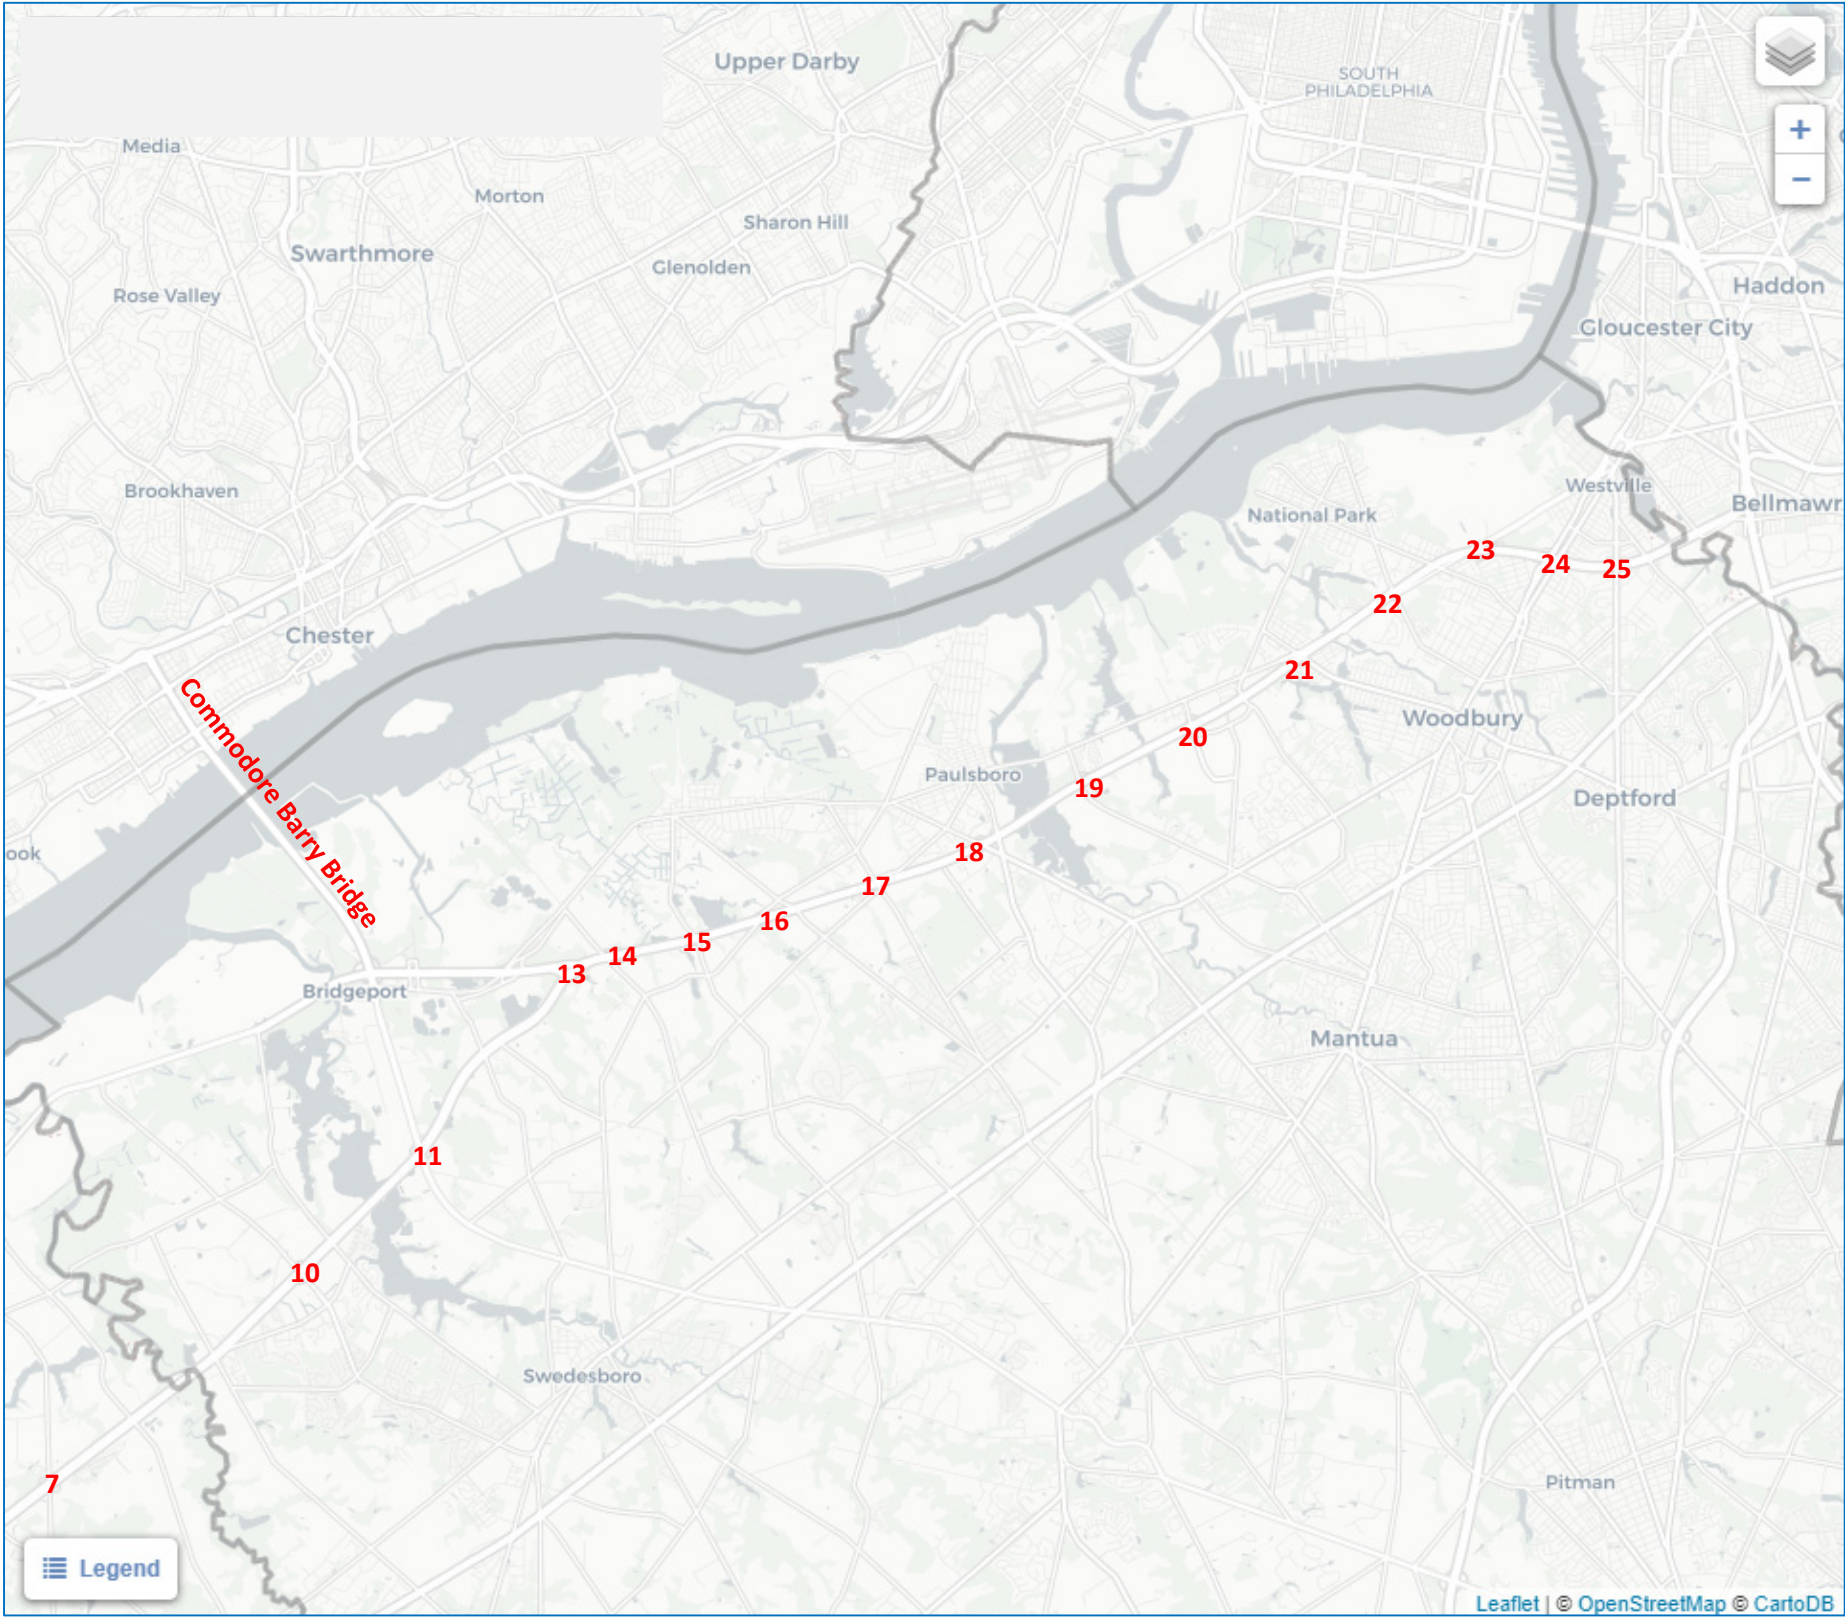 Upper Darby
SOUTH
PHILADELPHIA
+
−
Media
Morton
Sharon Hill
Swarthmore
Glenolden
Rose Valley
Haddon
Gloucester City
Brookhaven
Westville
Bellmawr
National Park
23
24
25
22
Chester
21
Commodore Barry Bridge
Woodbury
20
Paulsboro
19
Deptford
18
ook
17
16
15
14
13
Bridgeport
Mantua
11
10
Swedesboro
7
Pitman
Legend
Leaflet | © OpenStreetMap © CartoDB